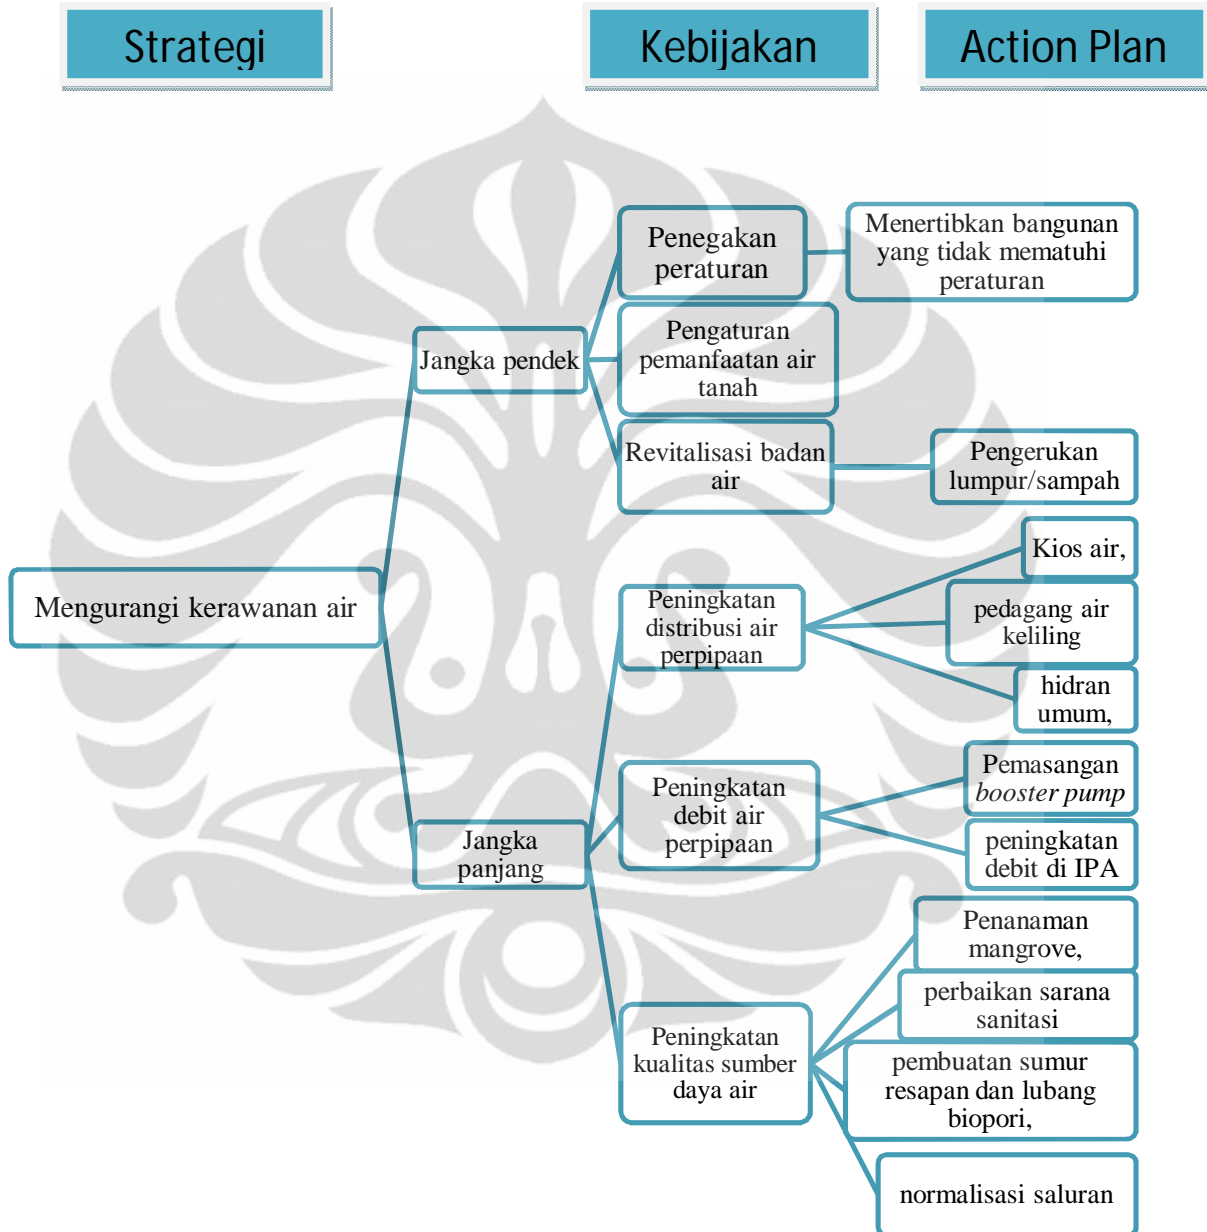 Strategi
Kebijakan
Action Plan
Penegakan
peraturan
Menertibkan bangunan
yang tidak mematuhi
peraturan
Jangka pendek
Pengaturan
pemanfaatan air
tanah
Revitalisasi badan
air
Pengerukan
lumpur/sampah
Mengurangi kerawanan air
Peningkatan
distribusi air
perpipaan
Kios air,
pedagang air
keliling
hidran
umum,
Jangka
panjang
Peningkatan
debit air
perpipaan
Pemasangan
booster pump
peningkatan
debit di IPA
Peningkatan
kualitas sumber
daya air
Penanaman
mangrove,
perbaikan sarana
sanitasi
pembuatan sumur
resapan dan lubang
biopori,
normalisasi saluran